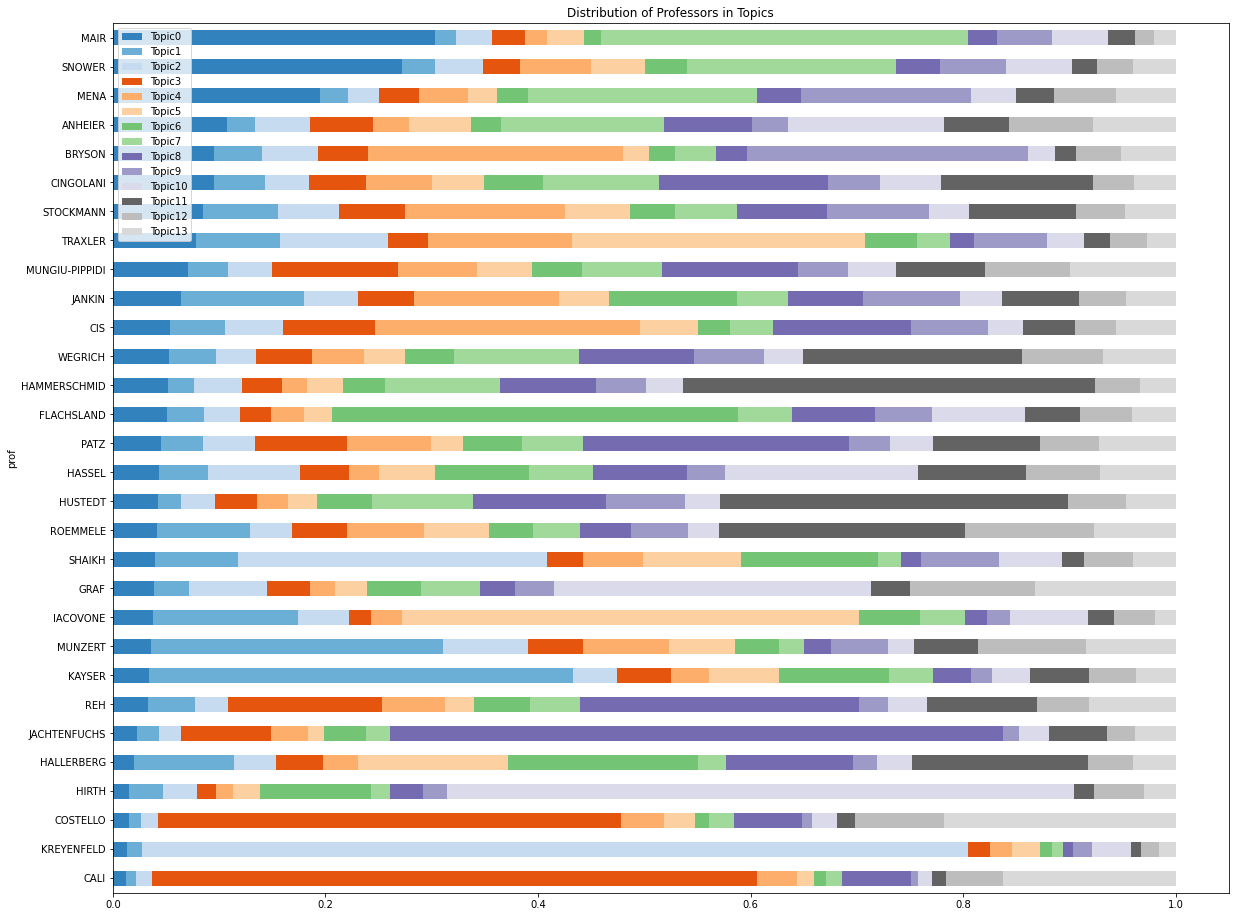 Distribution of Professors in Topics
MAIR
SNOWER
MENA
ANHEIER
BRYSON
CINGOLANI
STOCKMANN
TRAXLER
MUNGIU-PIPPIDI
JANKIN
CIS
WEGRICH
HAMMERSCHMID
FLACHSLAND
PATZ
HASSEL
HUSTEDT
ROEMMELE
SHAIKH
GRAF
IACOVONE
MUNZERT
KAYSER
REH
JACHTENFUCHS
HALLERBERG
HIRTH
COSTELLO
KREYENFELD
CALI
prof
Topic0
Topic1
Topic2
Topic3
Topic4
Topic5
Topic6
Topic7
Topic8
Topic9
Topic10
Topic11
Topic12
Topic13
0.0 0.2 0.4 0.6 0.8 1.0